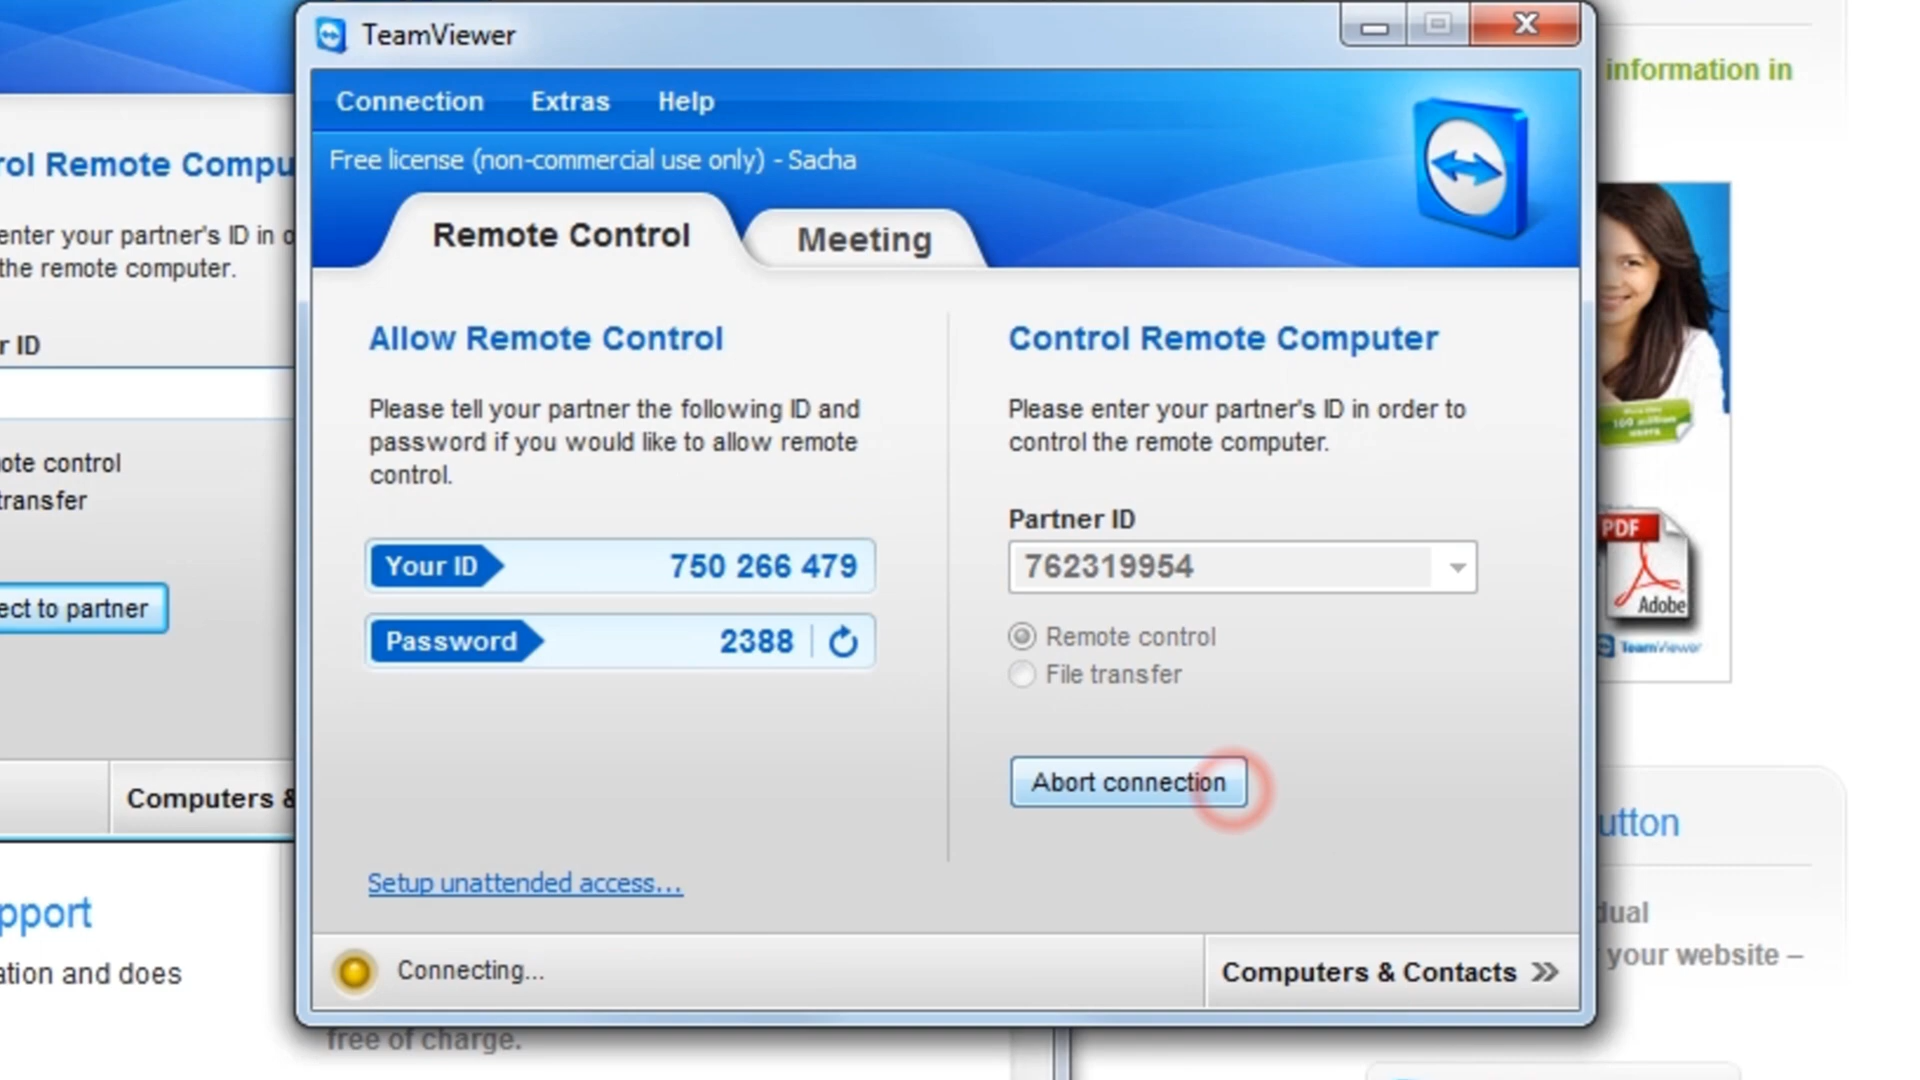 TeamViewer
Connection Extras Help
Free license (non-commercial use only) - Sacha
Remote Control Meeting
Allow Remote Control
Please tell your partner the following ID and
password if you would like to allow remote
control.
Your ID 750 266 479
Password 2388
Setup unattended access...
Control Remote Computer
Please enter your partner's ID in order to
control the remote computer.
Partner ID
762319954
Remote control
File transfer
Abort connection
Connecting...
Computers & Contacts
rol Remote Compu
enter your partner's ID in o
the remote computer.
r ID
ote control
transfer
ect to partner
Computers &
pport
ation and does
free of charge.
information in
PDF
Adobe
TeamViewer
utton
dual
your website –